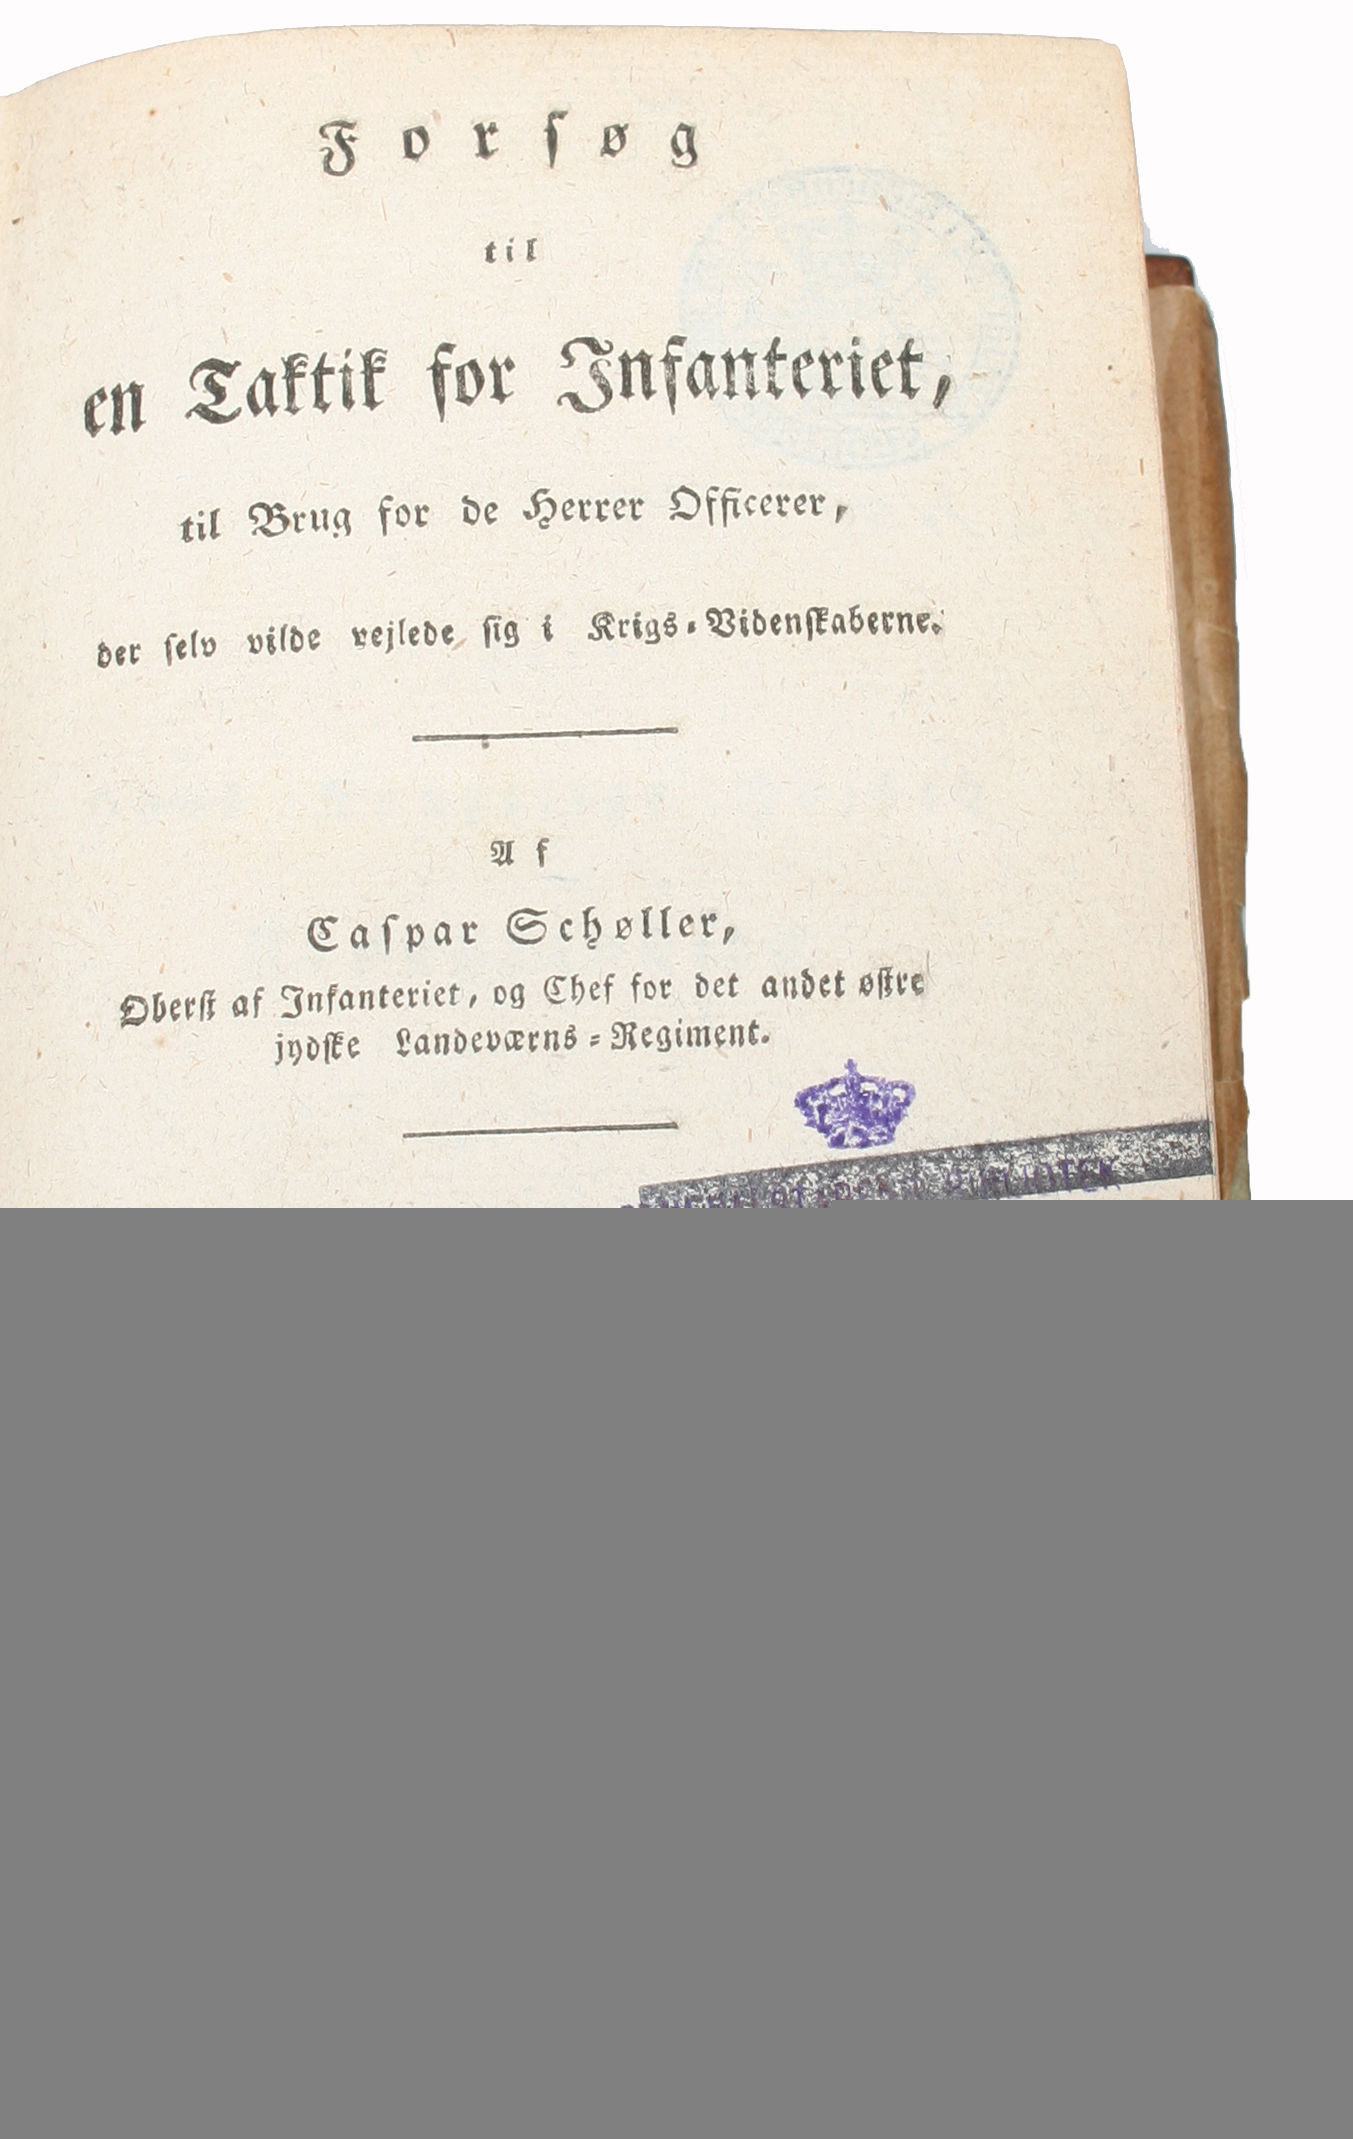 Forsøg
til
en Taktik for Infanteriet,
til Brug for de Herrer Officerer,
der selv vilde vejlede sig i Krigs-Videnskaberne.
Af
Caspar Schøller,
Oberst af Infanteriet, og Chef for det andet østre
jydske Landeværns-Regiment.